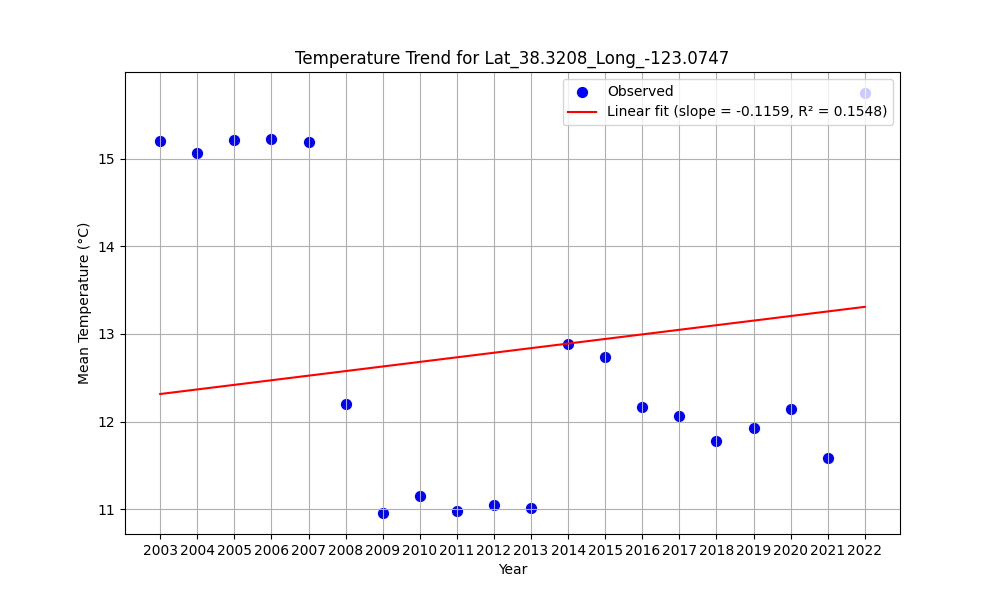 Temperature Trend for Lat_38.3208_Long_-123.0747
Observed
Linear fit (slope = -0.1159, R² = 0.1548)
Mean Temperature (°C)
15
14
13
12
11
2003 2004 2005 2006 2007 2008 2009 2010 2011 2012 2013 2014 2015 2016 2017 2018 2019 2020 2021 2022
Year